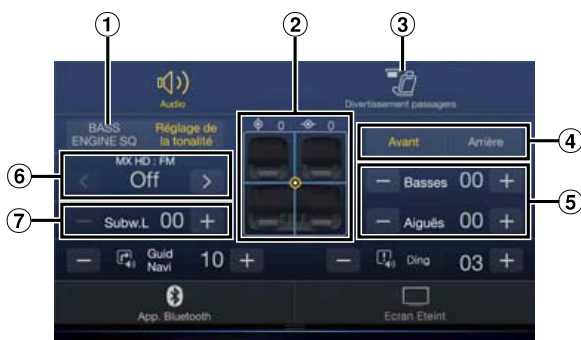 1 2 3
Audio
Divertissement passagers
BASS
ENGINE SQ
Réglage de
la tonalité
0 0
Avant Arrière
4
6
MX HD : FM
< Off >
− Basses 00 +
5
7
− Subw.L 00 +
− Aiguës 00 +
− Guid
Navi 10 +
− Ding 03 +
App. Bluetooth
Ecran Eteint